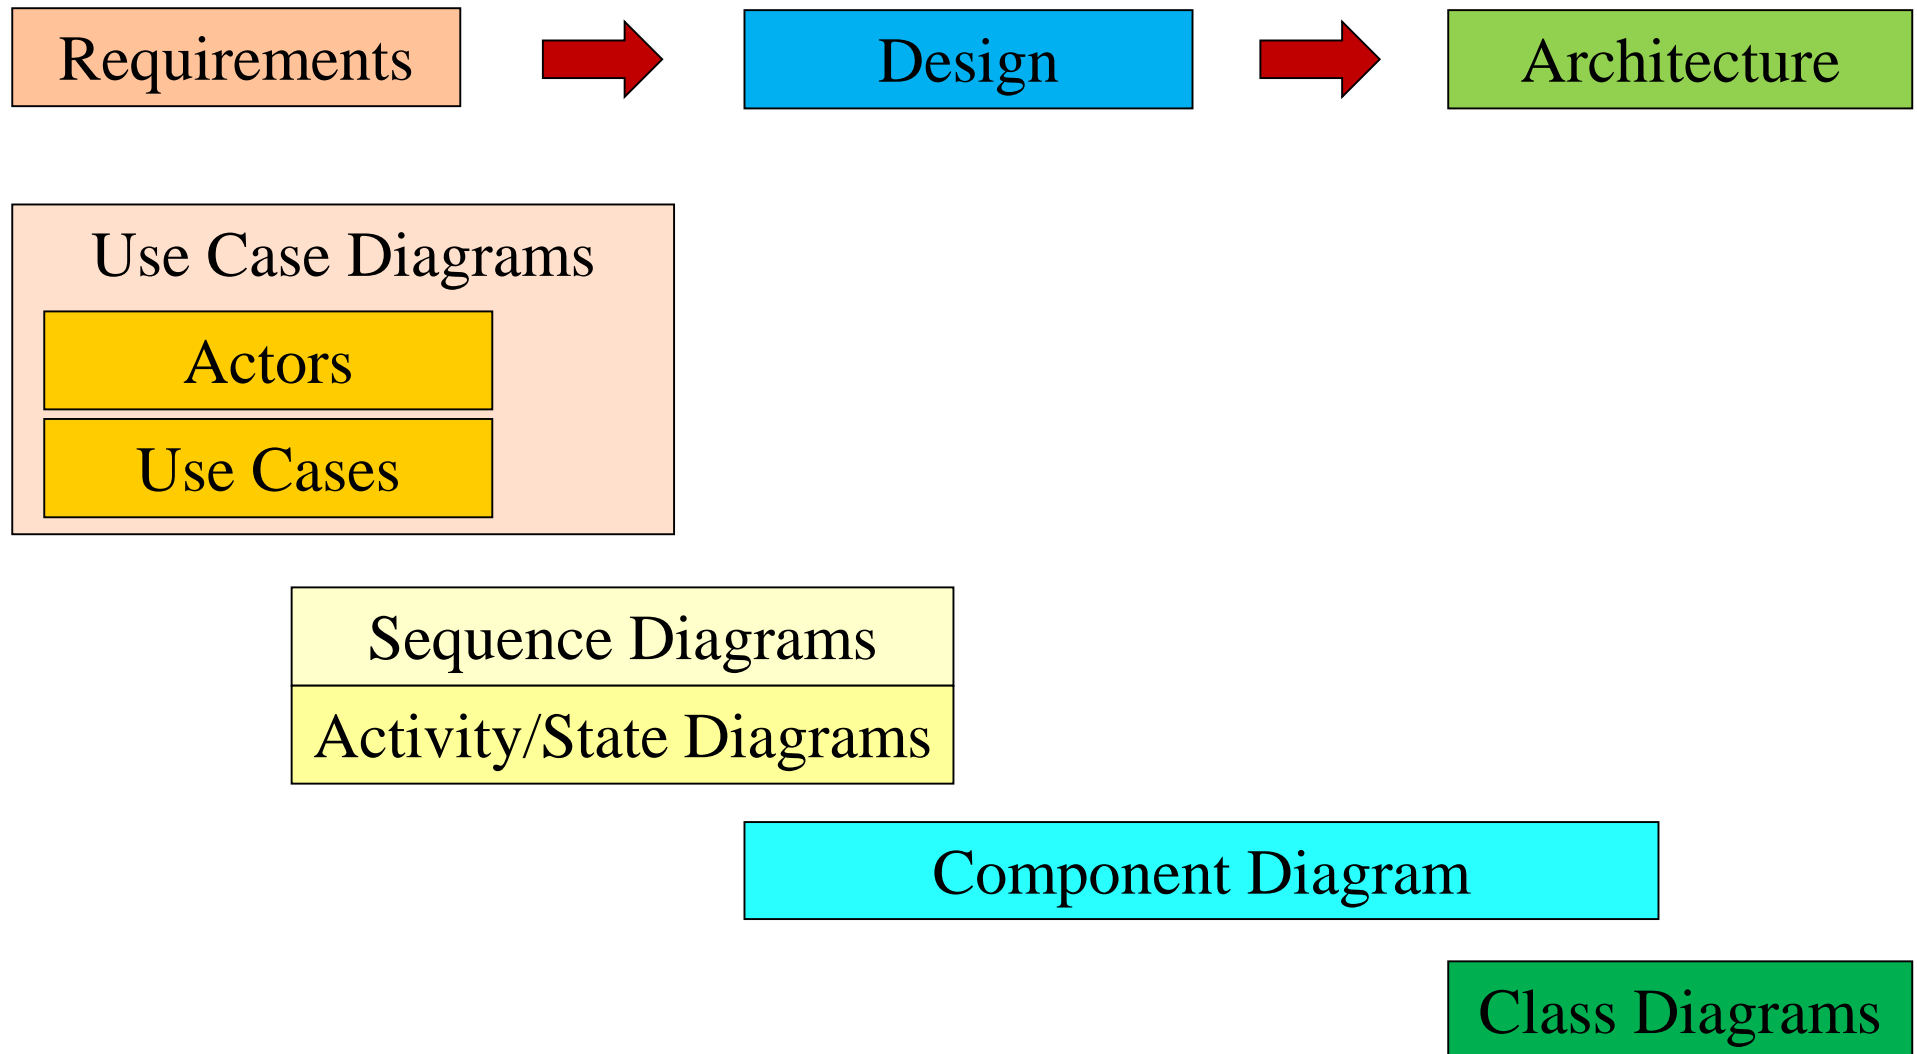 Requirements
Design
Architecture
Use Case Diagrams
Actors
Use Cases
Sequence Diagrams
Activity/State Diagrams
Component Diagram
Class Diagrams